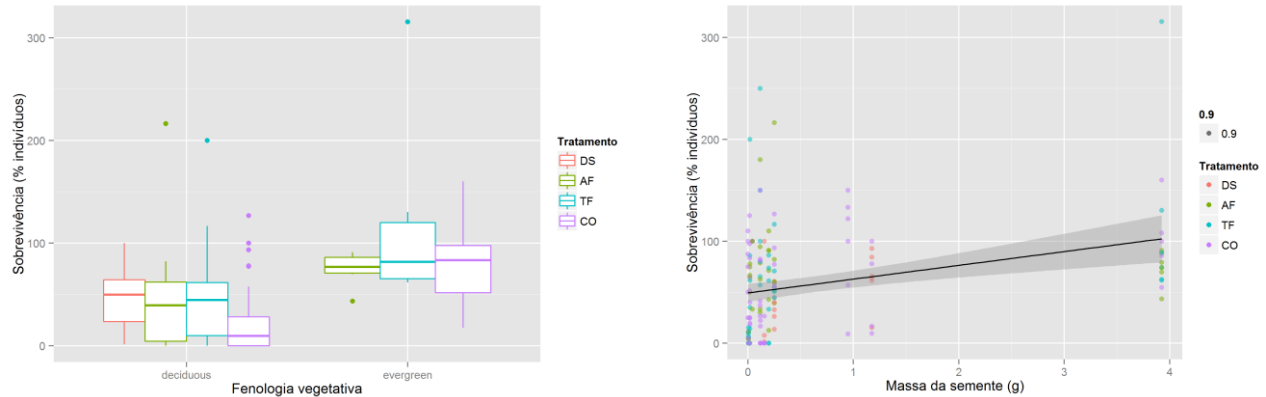 300
200
100
0
Sobrevivência (% indivíduos)
deciduous
evergreen
Fenologia vegetativa
Tratamento
DS
AF
TF
CO
300
200
100
0
Sobrevivência (% indivíduos)
0
1
2
3
4
Massa da semente (g)
0.9
0.9
Tratamento
DS
AF
TF
CO